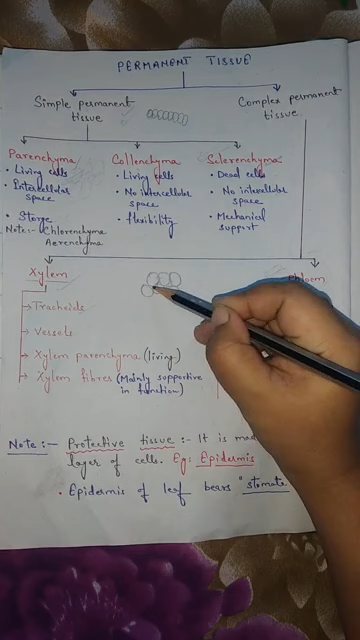 PERMANENT TISSUE
Simple permanent tissue
Complex permanent tissue
Parenchyma
• Living cells
• Intercellular space
• Storge
Note:- Chlorenchyma
Aerenchyma
Collenchyma
• Living cells
• No intercellular space
• flexibility
Sclerenchyma
• Dead cells
• No intercellular space
• Mechanical support
Xylem
Phloem
→ Tracheids
→ Vessels
→ Xylem parenchyma (living)
→ Xylem fibres (Mainly supportive in function)
Note :- Protective tissue :- It is
layer of cells. Eg: Epidermis
• Epidermis of leaf bears "stomata